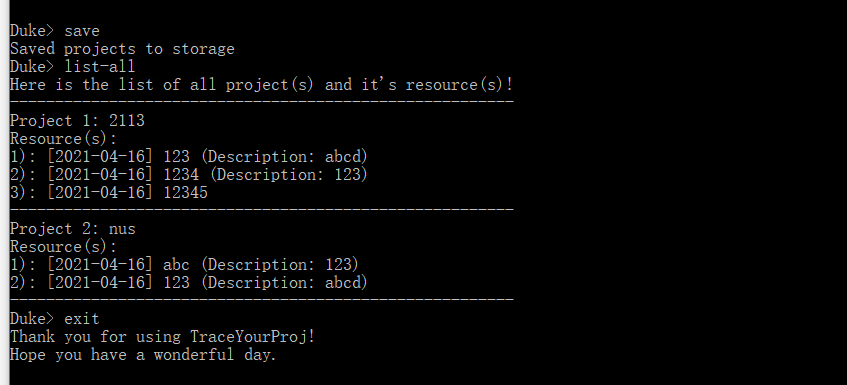 Duke> save
Saved projects to storage
Duke> list-all
Here is the list of all project(s) and it's resource(s)!
--------------------------------------------------------
Project 1: 2113
Resource(s):
1): [2021-04-16] 123 (Description: abcd)
2): [2021-04-16] 1234 (Description: 123)
3): [2021-04-16] 12345
--------------------------------------------------------
Project 2: nus
Resource(s):
1): [2021-04-16] abc (Description: 123)
2): [2021-04-16] 123 (Description: abcd)
--------------------------------------------------------
Duke> exit
Thank you for using TraceYourProj!
Hope you have a wonderful day.